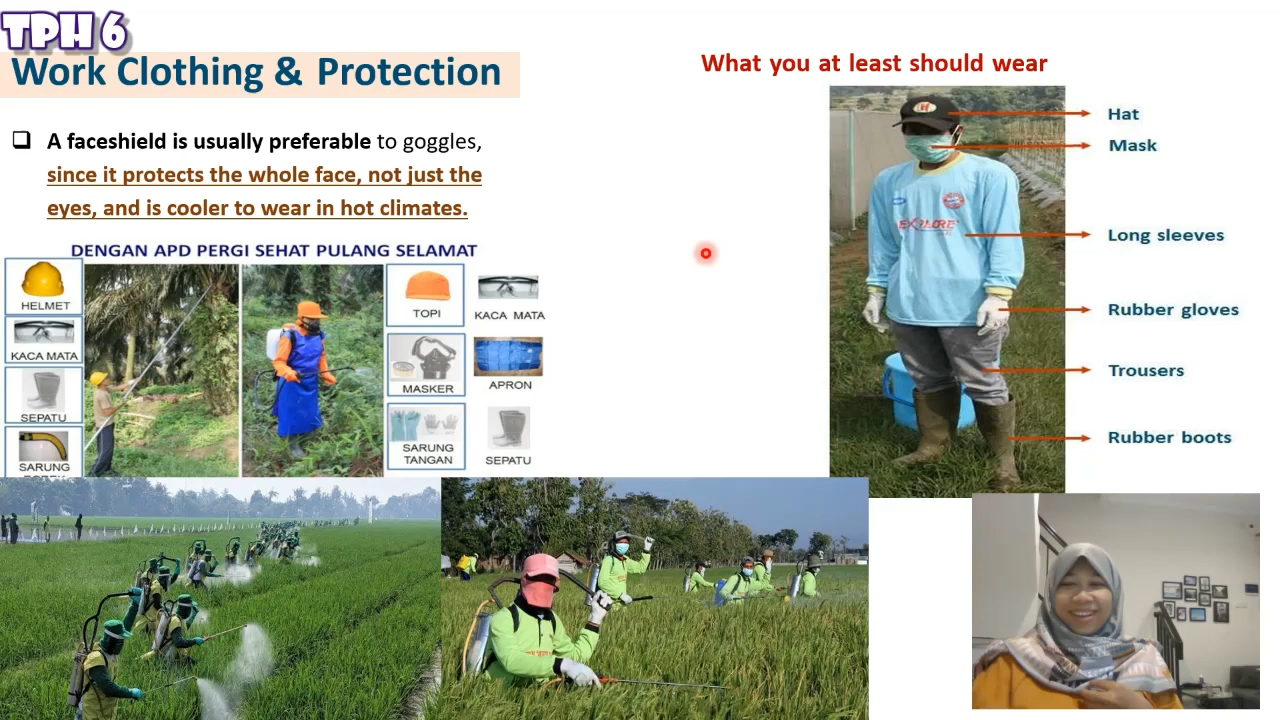 TPH 6
Work Clothing & Protection
❑ A faceshield is usually preferable to goggles,
since it protects the whole face, not just the
eyes, and is cooler to wear in hot climates.
DENGAN APD PERGI SEHAT PULANG SELAMAT
HELMET
KACA MATA
SEPATU
SARUNG
TOPI
KACA MATA
MASKER
APRON
SARUNG
TANGAN
SEPATU
What you at least should wear
Hat
Mask
Long sleeves
Rubber gloves
Trousers
Rubber boots